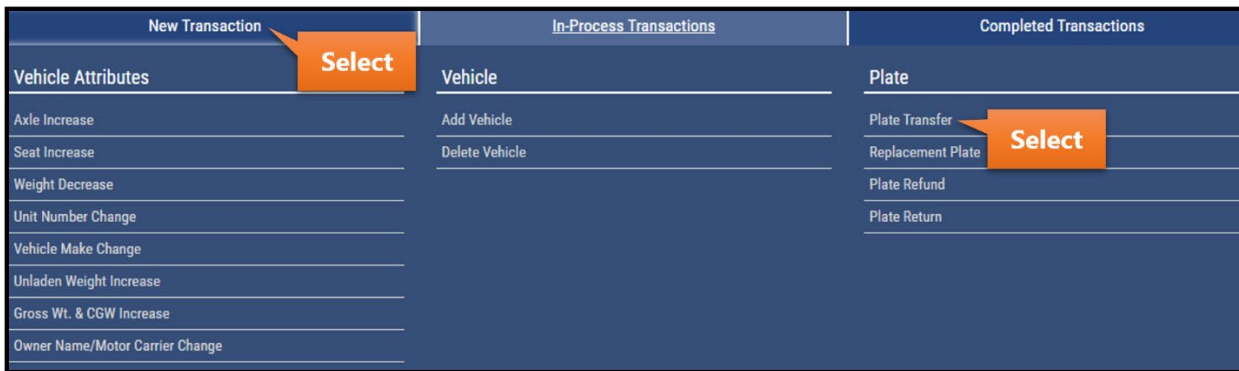 New Transaction
In-Process Transactions
Completed Transactions
Select
Vehicle Attributes
Axle Increase
Seat Increase
Weight Decrease
Unit Number Change
Vehicle Make Change
Unladen Weight Increase
Gross Wt. & CGW Increase
Owner Name/Motor Carrier Change
Vehicle
Add Vehicle
Delete Vehicle
Plate
Plate Transfer
Select
Replacement Plate
Plate Refund
Plate Return